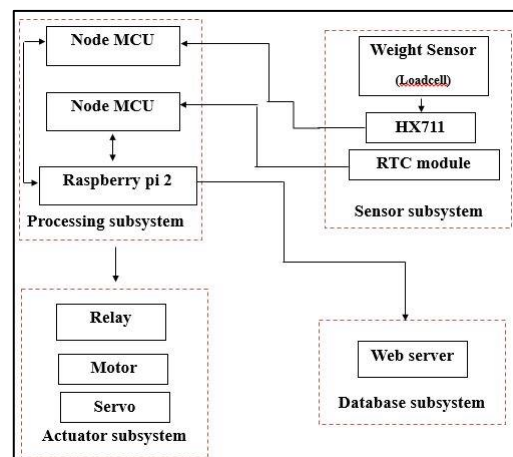 Node MCU
Node MCU
Raspberry pi 2
Processing subsystem
Weight Sensor
(Loadcell)
HX711
RTC module
Sensor subsystem
Relay
Motor
Servo
Actuator subsystem
Web server
Database subsystem